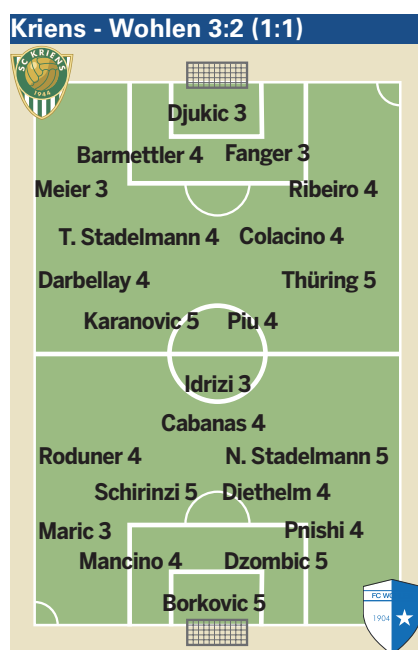 Kriens - Wohlen 3:2 (1:1)
SC KRIENS
1944
Djukic 3
Barmettler 4 Fanger 3
Meier 3 Ribeiro 4
T. Stadelmann 4 Colacino 4
Darbellay 4 Thüring 5
Karanovic 5 Piu 4
Idrizi 3
Cabanas 4
Roduner 4 N. Stadelmann 5
Schirinzi 5 Diethelm 4
Maric 3 Pnishi 4
Mancino 4 Dzombic 5
Borkovic 5
FC WO
1904